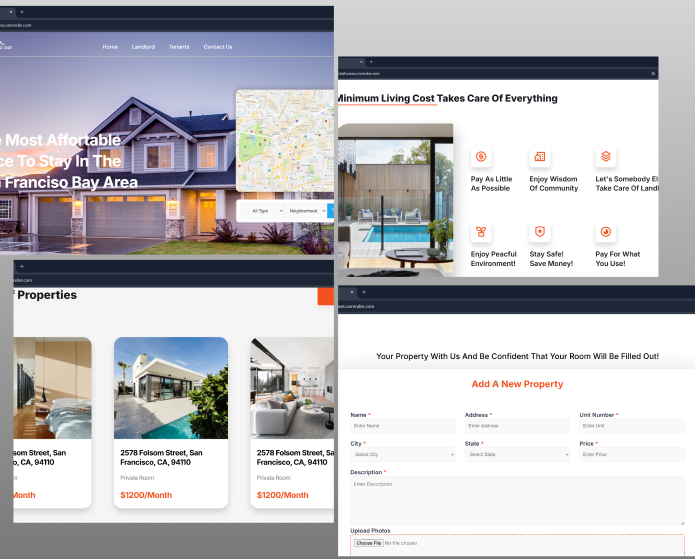 .onrender.com
Home Landlord Tenants Contact Us
Most Affordable
To Stay In The
Franciso Bay Area
All Type
Neighborhood
Properties
Folsom Street, San
CA, 94110
2578 Folsom Street, San
Francisco, CA, 94110
Private Room
$1200/Month
2578 Folsom Street, San
Francisco, CA, 94110
Private Room
$1200/Month
Minimum Living Cost Takes Care Of Everything
Pay As Little
As Possible
Enjoy Wisdom
Of Community
Let's Somebody El
Take Care Of Landl
Enjoy Peacful
Environment!
Stay Safe!
Save Money!
Pay For What
You Use!
Your Property With Us And Be Confident That Your Room Will Be Filled Out!
Add A New Property
Name * Address * Unit Number *
Enter Name Enter Address Enter Unit
City * State * Price *
Select City Select State Enter Price
Description *
Enter Description
Upload Photos
Choose File No file chosen